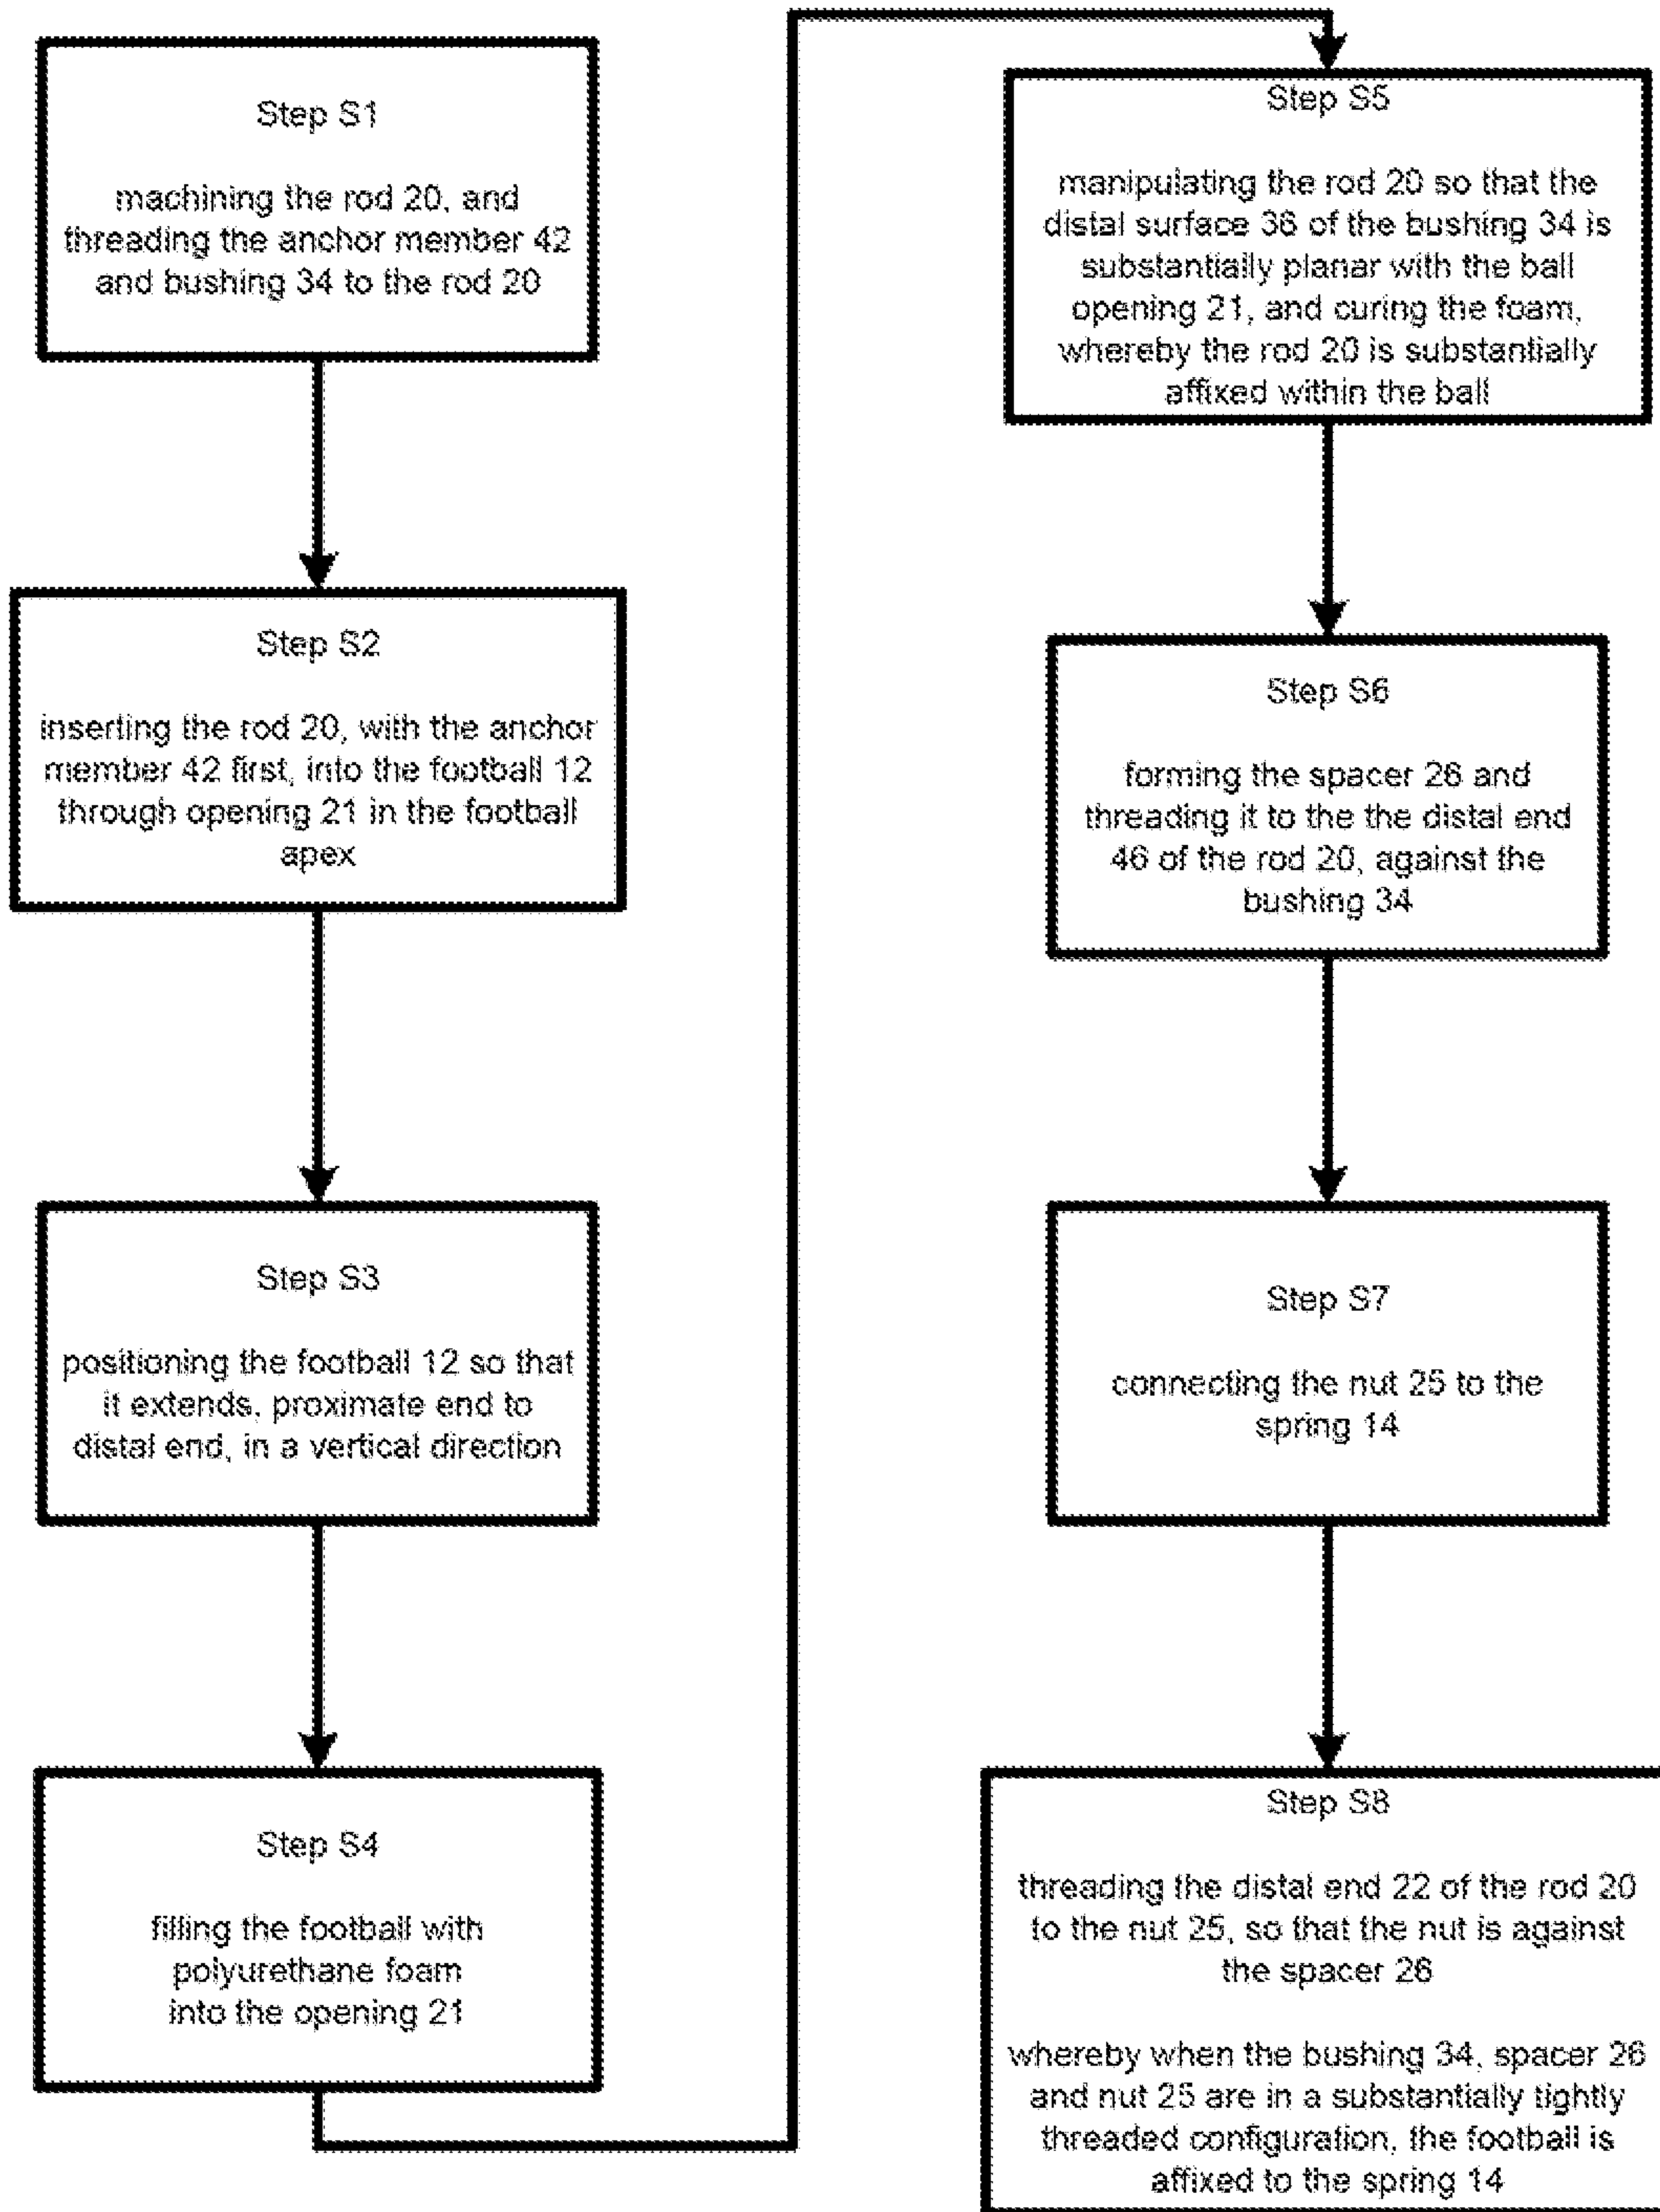 Step S1
machining the rod 20, and
threading the anchor member 42
and bushing 34 to the rod 20
Step S2
inserting the rod 20, with the anchor
member 42 first, into the football 12
through opening 21 in the football
apex
Step S3
positioning the football 12 so that
it extends, proximate end to
distal end, in a vertical direction
Step S4
filling the football with
polyurethane foam
into the opening 21
Step S5
manipulating the rod 20 so that the
distal surface 36 of the bushing 34 is
substantially planar with the ball
opening 21, and curing the foam,
whereby the rod 20 is substantially
affixed within the ball
Step S6
forming the spacer 26 and
threading it to the the distal end
46 of the rod 20, against the
bushing 34
Step S7
connecting the nut 25 to the
spring 14
Step S8
threading the distal end 22 of the rod 20
to the nut 25, so that the nut is against
the spacer 26
whereby when the bushing 34, spacer 26
and nut 25 are in a substantially tightly
threaded configuration, the football is
affixed to the spring 14